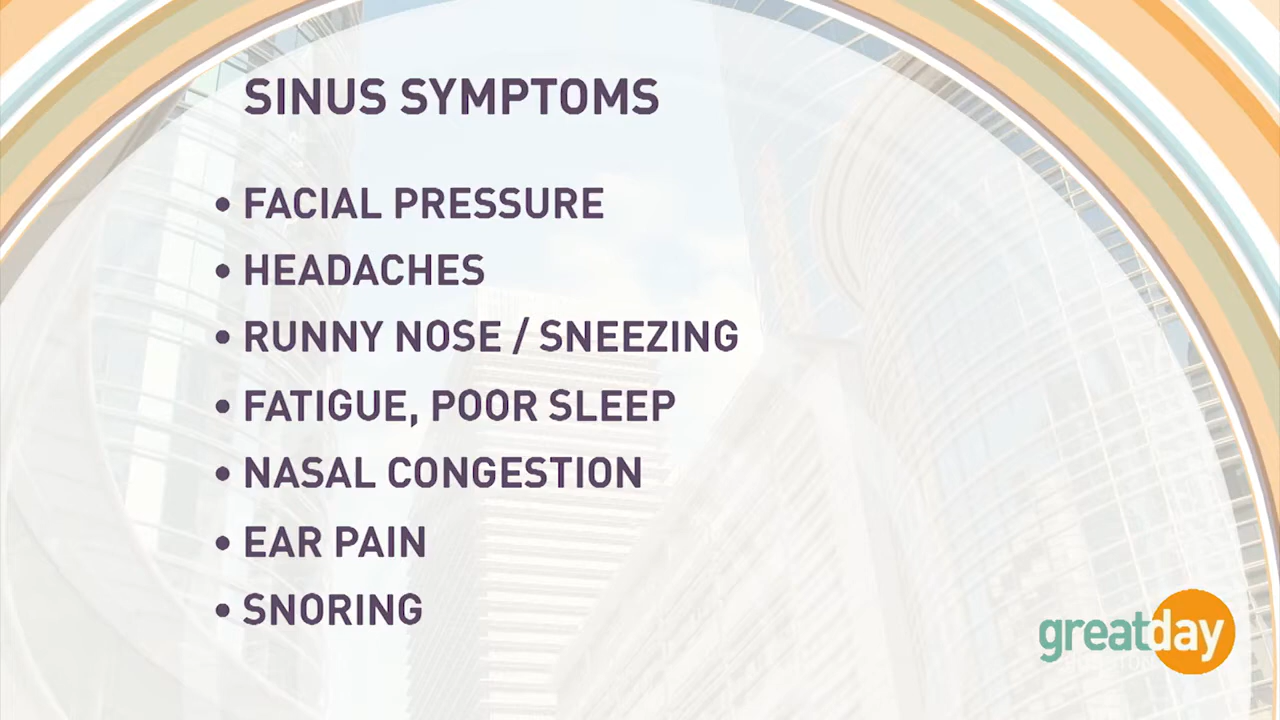 SINUS SYMPTOMS
• FACIAL PRESSURE
• HEADACHES
• RUNNY NOSE / SNEEZING
• FATIGUE, POOR SLEEP
• NASAL CONGESTION
• EAR PAIN
• SNORING
greatday